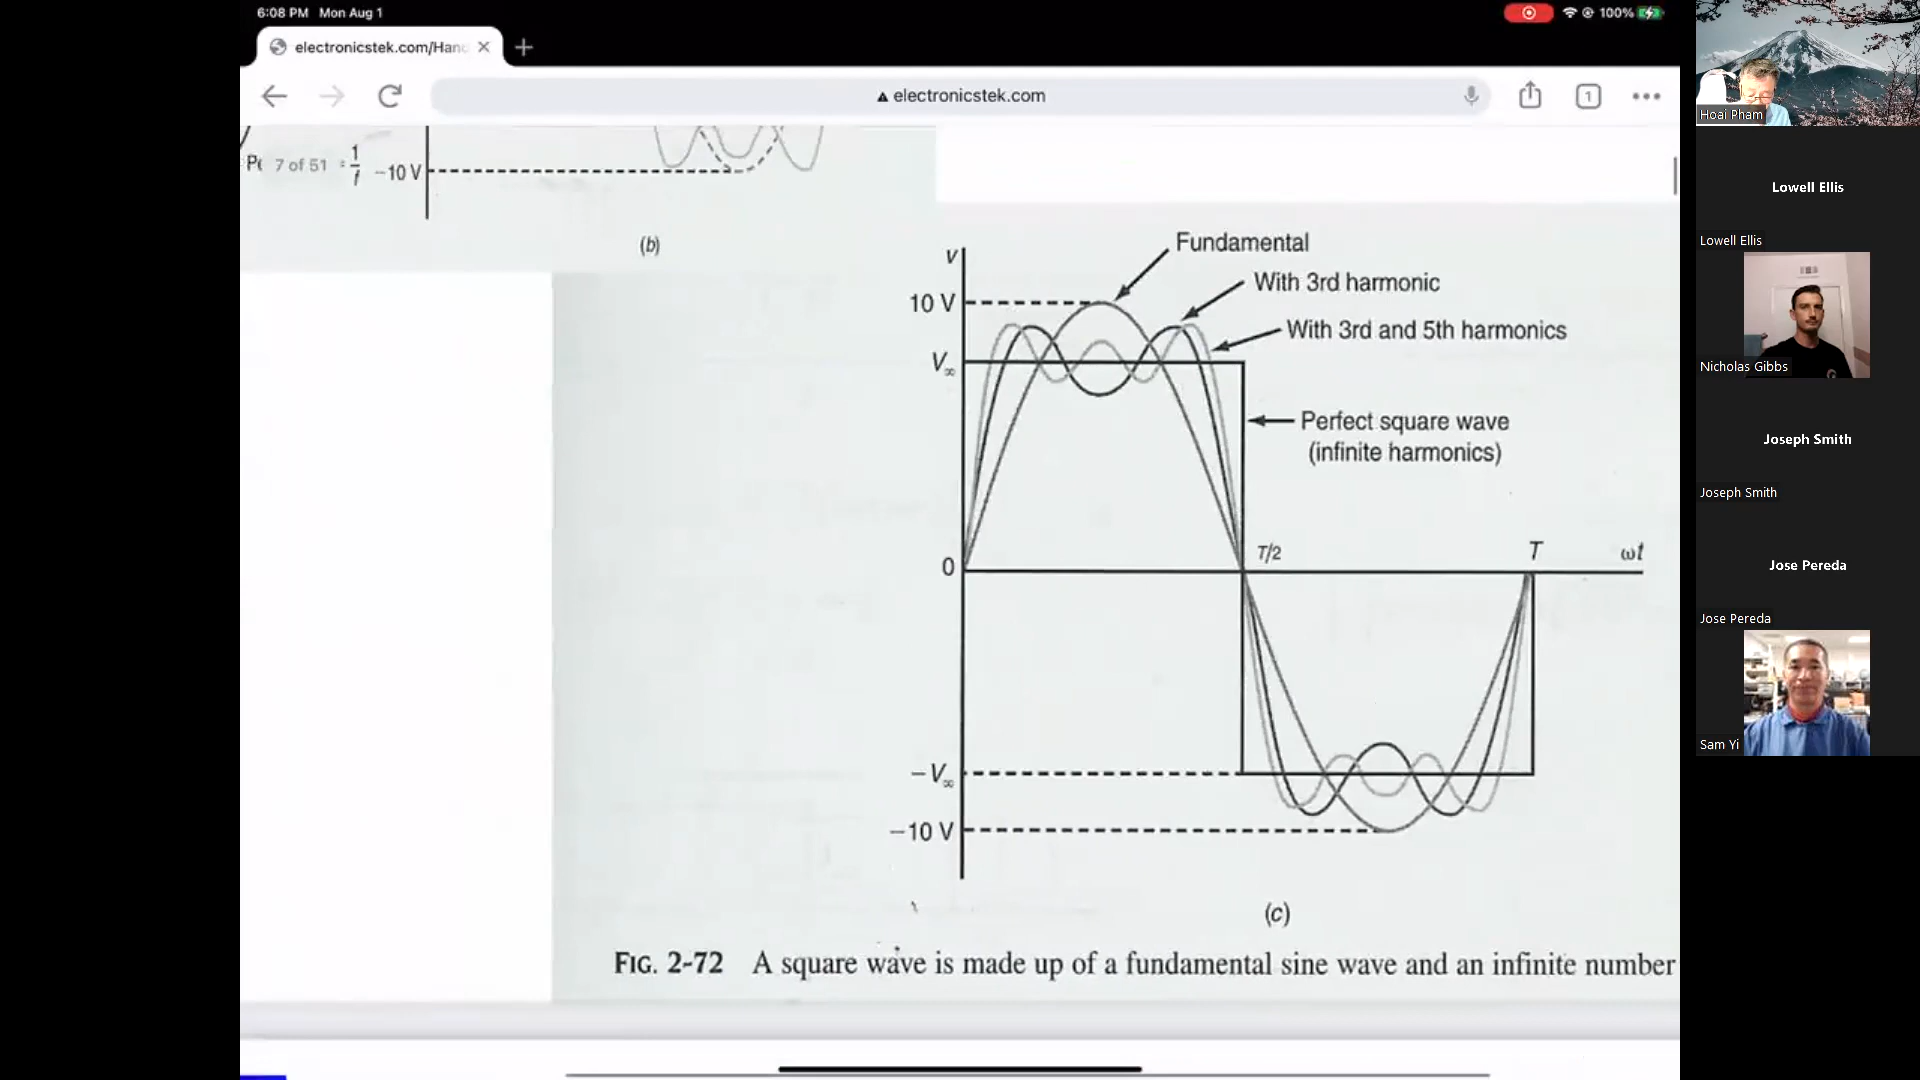 6:08 PM Mon Aug 1
100%
electronicstek.com/Hand
electronicstek.com
1
7 of 51
= 1/f
−10 V
(b)
Fundamental
v
With 3rd harmonic
10 V
With 3rd and 5th harmonics
V∞
Perfect square wave
(infinite harmonics)
T/2
T
ωt
0
−V∞
−10 V
(c)
FIG. 2-72 A square wave is made up of a fundamental sine wave and an infinite number
Hoai Pham
Lowell Ellis
Lowell Ellis
Nicholas Gibbs
Joseph Smith
Joseph Smith
Jose Pereda
Jose Pereda
Sam Yi